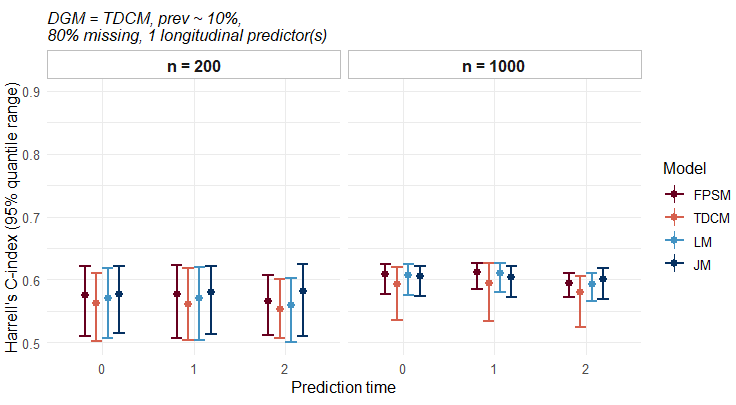 DGM = TDCM, prev ~ 10%,
80% missing, 1 longitudinal predictor(s)
n = 200
n = 1000
Harrell's C-index (95% quantile range)
0.9
0.8
0.7
0.6
0.5
0 1 2
0 1 2
Prediction time
Model
FPSM
TDCM
LM
JM